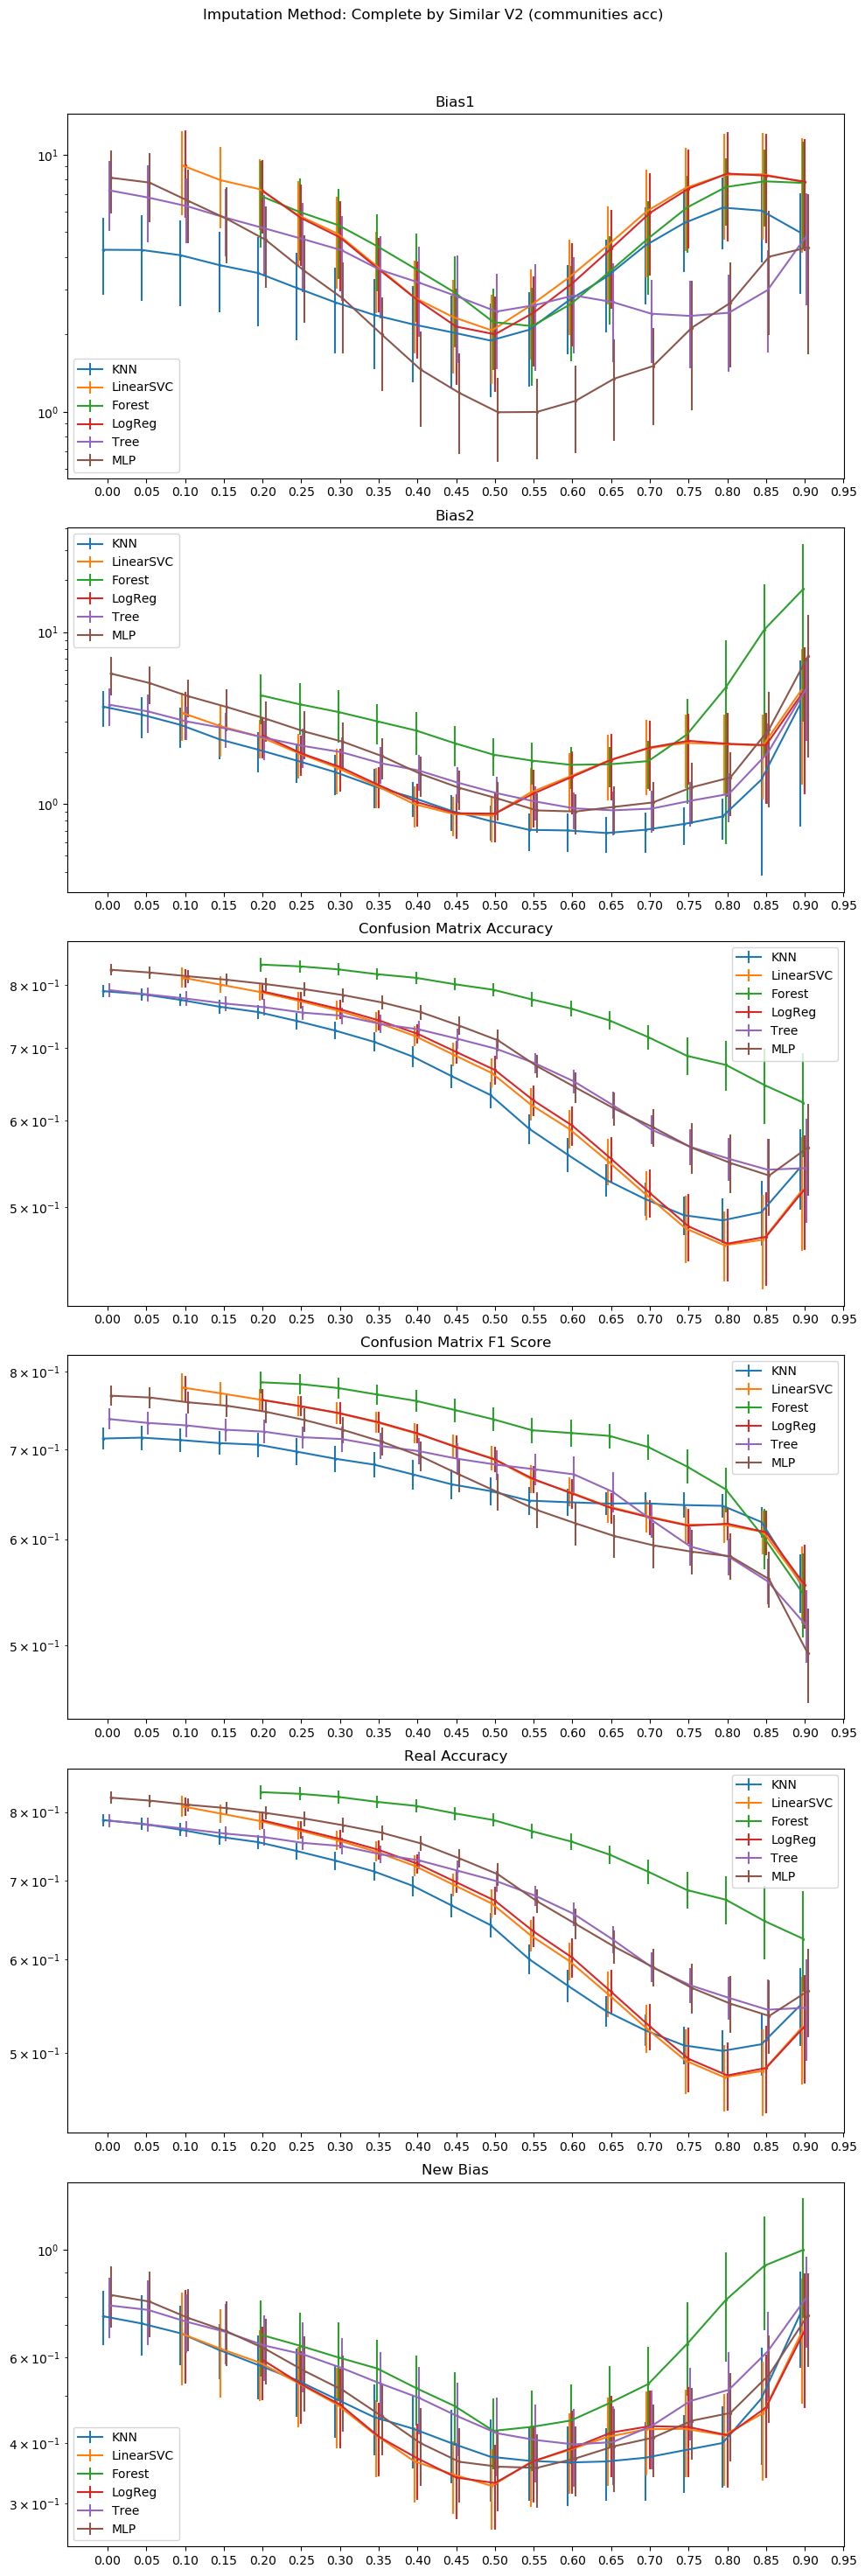 Imputation Method: Complete by Similar V2 (communities acc)
Bias1
10¹
10⁰
KNN
LinearSVC
Forest
LogReg
Tree
MLP
0.00 0.05 0.10 0.15 0.20 0.25 0.30 0.35 0.40 0.45 0.50 0.55 0.60 0.65 0.70 0.75 0.80 0.85 0.90 0.95
Bias2
KNN
LinearSVC
Forest
LogReg
Tree
MLP
10¹
10⁰
0.00 0.05 0.10 0.15 0.20 0.25 0.30 0.35 0.40 0.45 0.50 0.55 0.60 0.65 0.70 0.75 0.80 0.85 0.90 0.95
Confusion Matrix Accuracy
KNN
LinearSVC
Forest
LogReg
Tree
MLP
8 × 10⁻¹
7 × 10⁻¹
6 × 10⁻¹
5 × 10⁻¹
0.00 0.05 0.10 0.15 0.20 0.25 0.30 0.35 0.40 0.45 0.50 0.55 0.60 0.65 0.70 0.75 0.80 0.85 0.90 0.95
Confusion Matrix F1 Score
KNN
LinearSVC
Forest
LogReg
Tree
MLP
8 × 10⁻¹
7 × 10⁻¹
6 × 10⁻¹
5 × 10⁻¹
0.00 0.05 0.10 0.15 0.20 0.25 0.30 0.35 0.40 0.45 0.50 0.55 0.60 0.65 0.70 0.75 0.80 0.85 0.90 0.95
Real Accuracy
KNN
LinearSVC
Forest
LogReg
Tree
MLP
8 × 10⁻¹
7 × 10⁻¹
6 × 10⁻¹
5 × 10⁻¹
0.00 0.05 0.10 0.15 0.20 0.25 0.30 0.35 0.40 0.45 0.50 0.55 0.60 0.65 0.70 0.75 0.80 0.85 0.90 0.95
New Bias
10⁰
6 × 10⁻¹
4 × 10⁻¹
3 × 10⁻¹
KNN
LinearSVC
Forest
LogReg
Tree
MLP
0.00 0.05 0.10 0.15 0.20 0.25 0.30 0.35 0.40 0.45 0.50 0.55 0.60 0.65 0.70 0.75 0.80 0.85 0.90 0.95